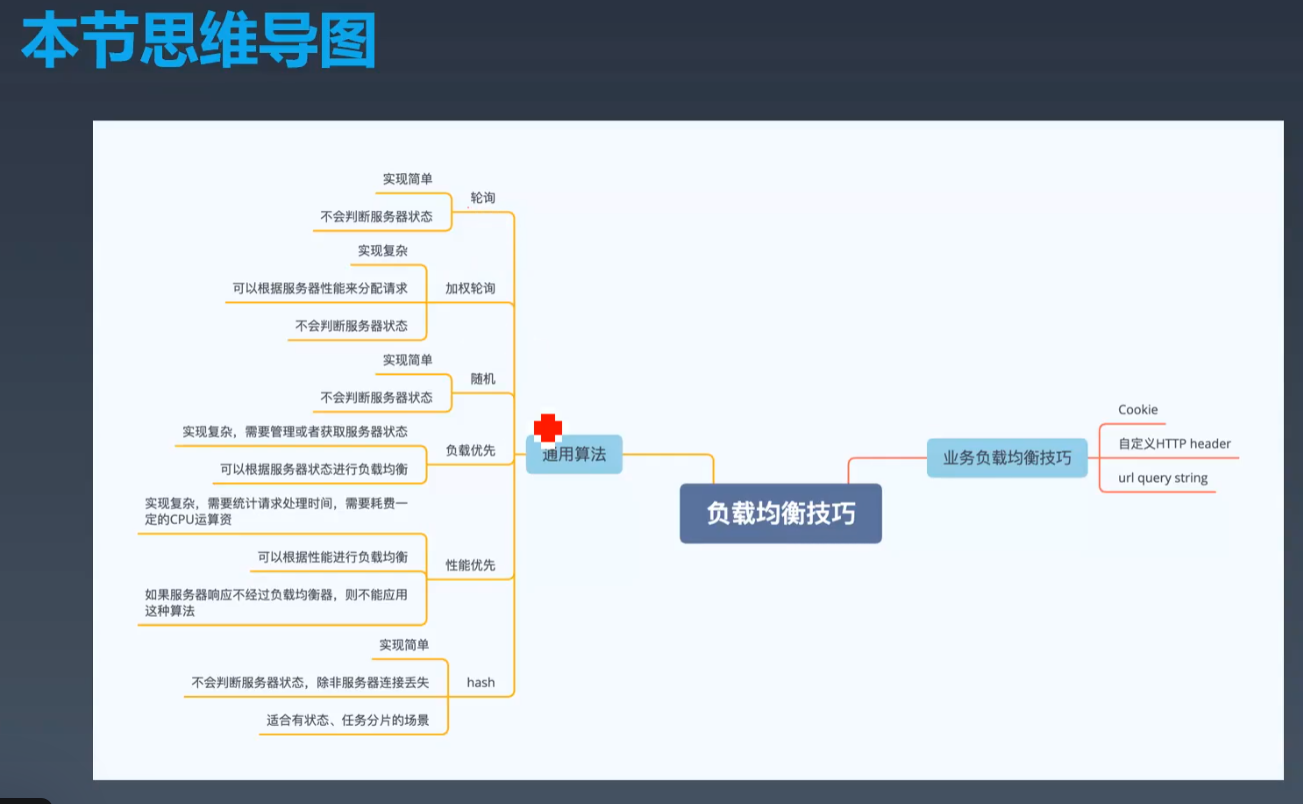 本节思维导图
实现简单
轮询
不会判断服务器状态
实现复杂
可以根据服务器性能来分配请求
加权轮询
不会判断服务器状态
实现简单
随机
不会判断服务器状态
实现复杂，需要管理或者获取服务器状态
负载优先
可以根据服务器状态进行负载均衡
实现复杂，需要统计请求处理时间，需要耗费一
定的CPU运算资
可以根据性能进行负载均衡
性能优先
如果服务器响应不经过负载均衡器，则不能应用
这种算法
实现简单
不会判断服务器状态，除非服务器连接丢失
hash
适合有状态、任务分片的场景
通用算法
负载均衡技巧
业务负载均衡技巧
Cookie
自定义HTTP header
url query string